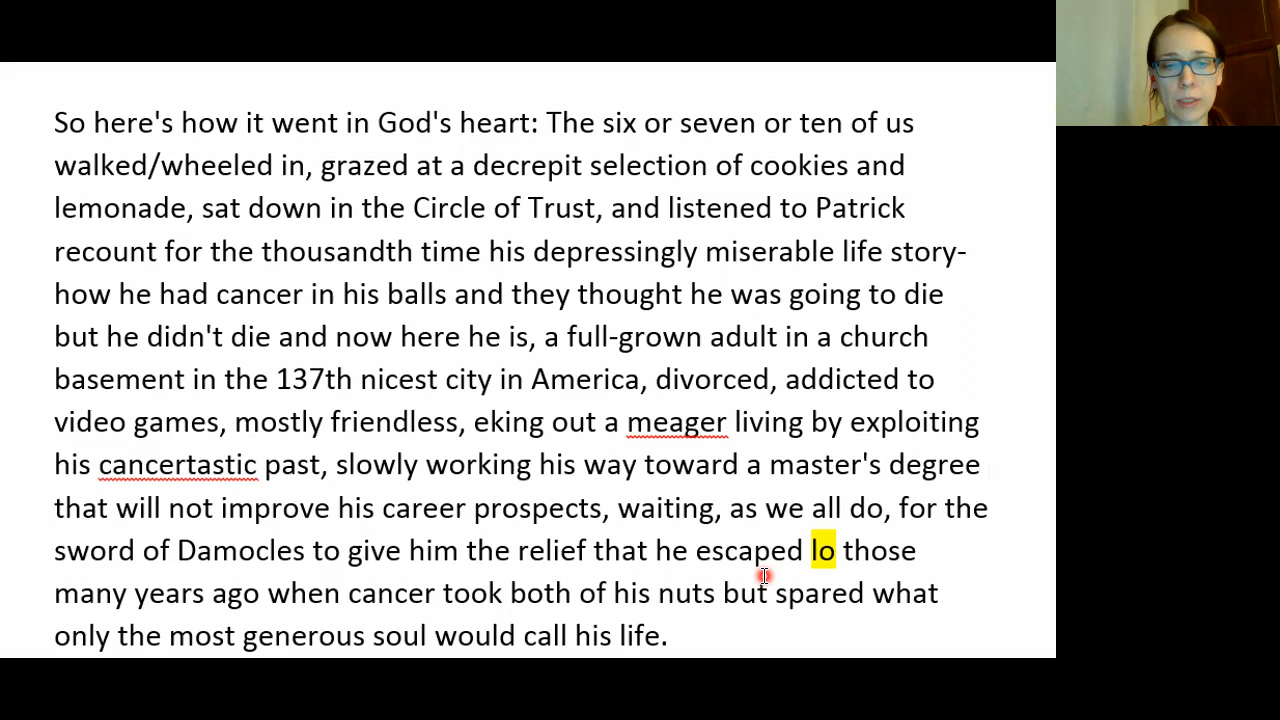 So here's how it went in God's heart: The six or seven or ten of us
walked/wheeled in, grazed at a decrepit selection of cookies and
lemonade, sat down in the Circle of Trust, and listened to Patrick
recount for the thousandth time his depressingly miserable life story-
how he had cancer in his balls and they thought he was going to die
but he didn't die and now here he is, a full-grown adult in a church
basement in the 137th nicest city in America, divorced, addicted to
video games, mostly friendless, eking out a meager living by exploiting
his cancertastic past, slowly working his way toward a master's degree
that will not improve his career prospects, waiting, as we all do, for the
sword of Damocles to give him the relief that he escaped lo those
many years ago when cancer took both of his nuts but spared what
only the most generous soul would call his life.